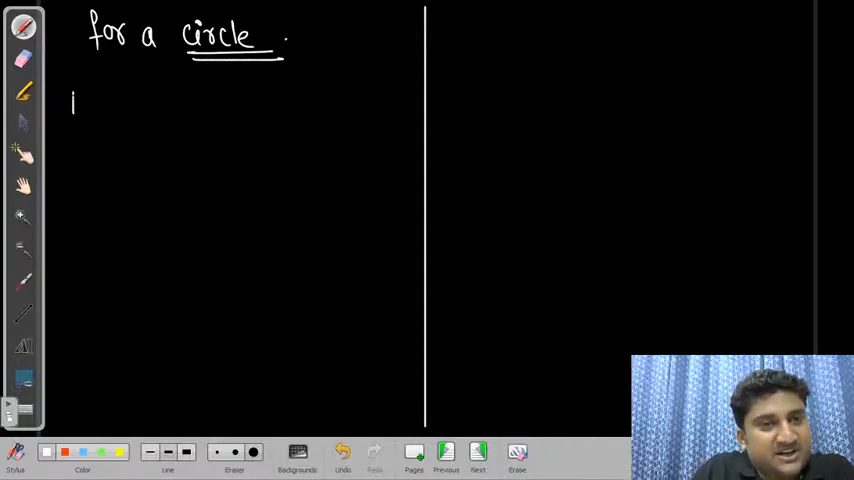 for a circle.
Stylus
Color
Line
Eraser
Backgrounds
Undo
Redo
Pages
Previous
Next
Erase